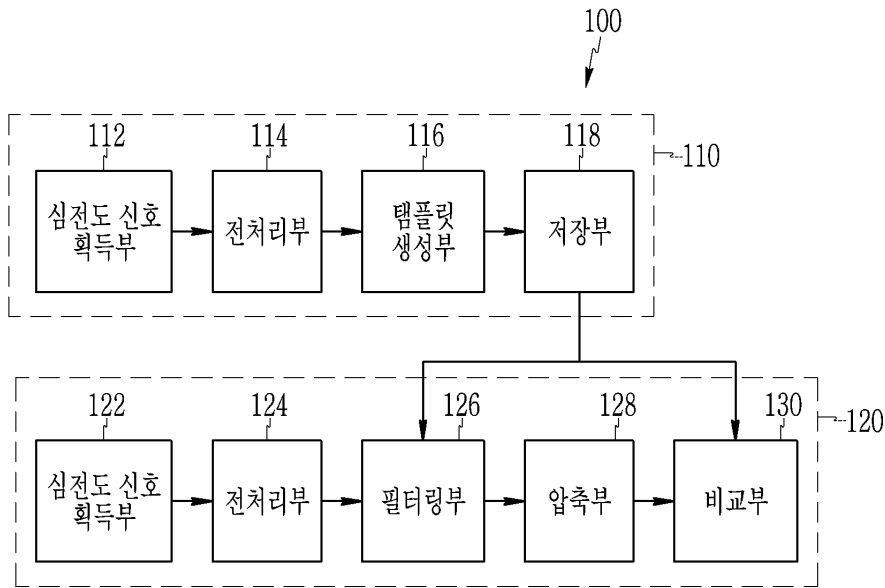 100
112
114
116
118
110
심전도 신호
획득부
전처리부
템플릿
생성부
저장부
122
124
126
128
130
120
심전도 신호
획득부
전처리부
필터링부
압축부
비교부